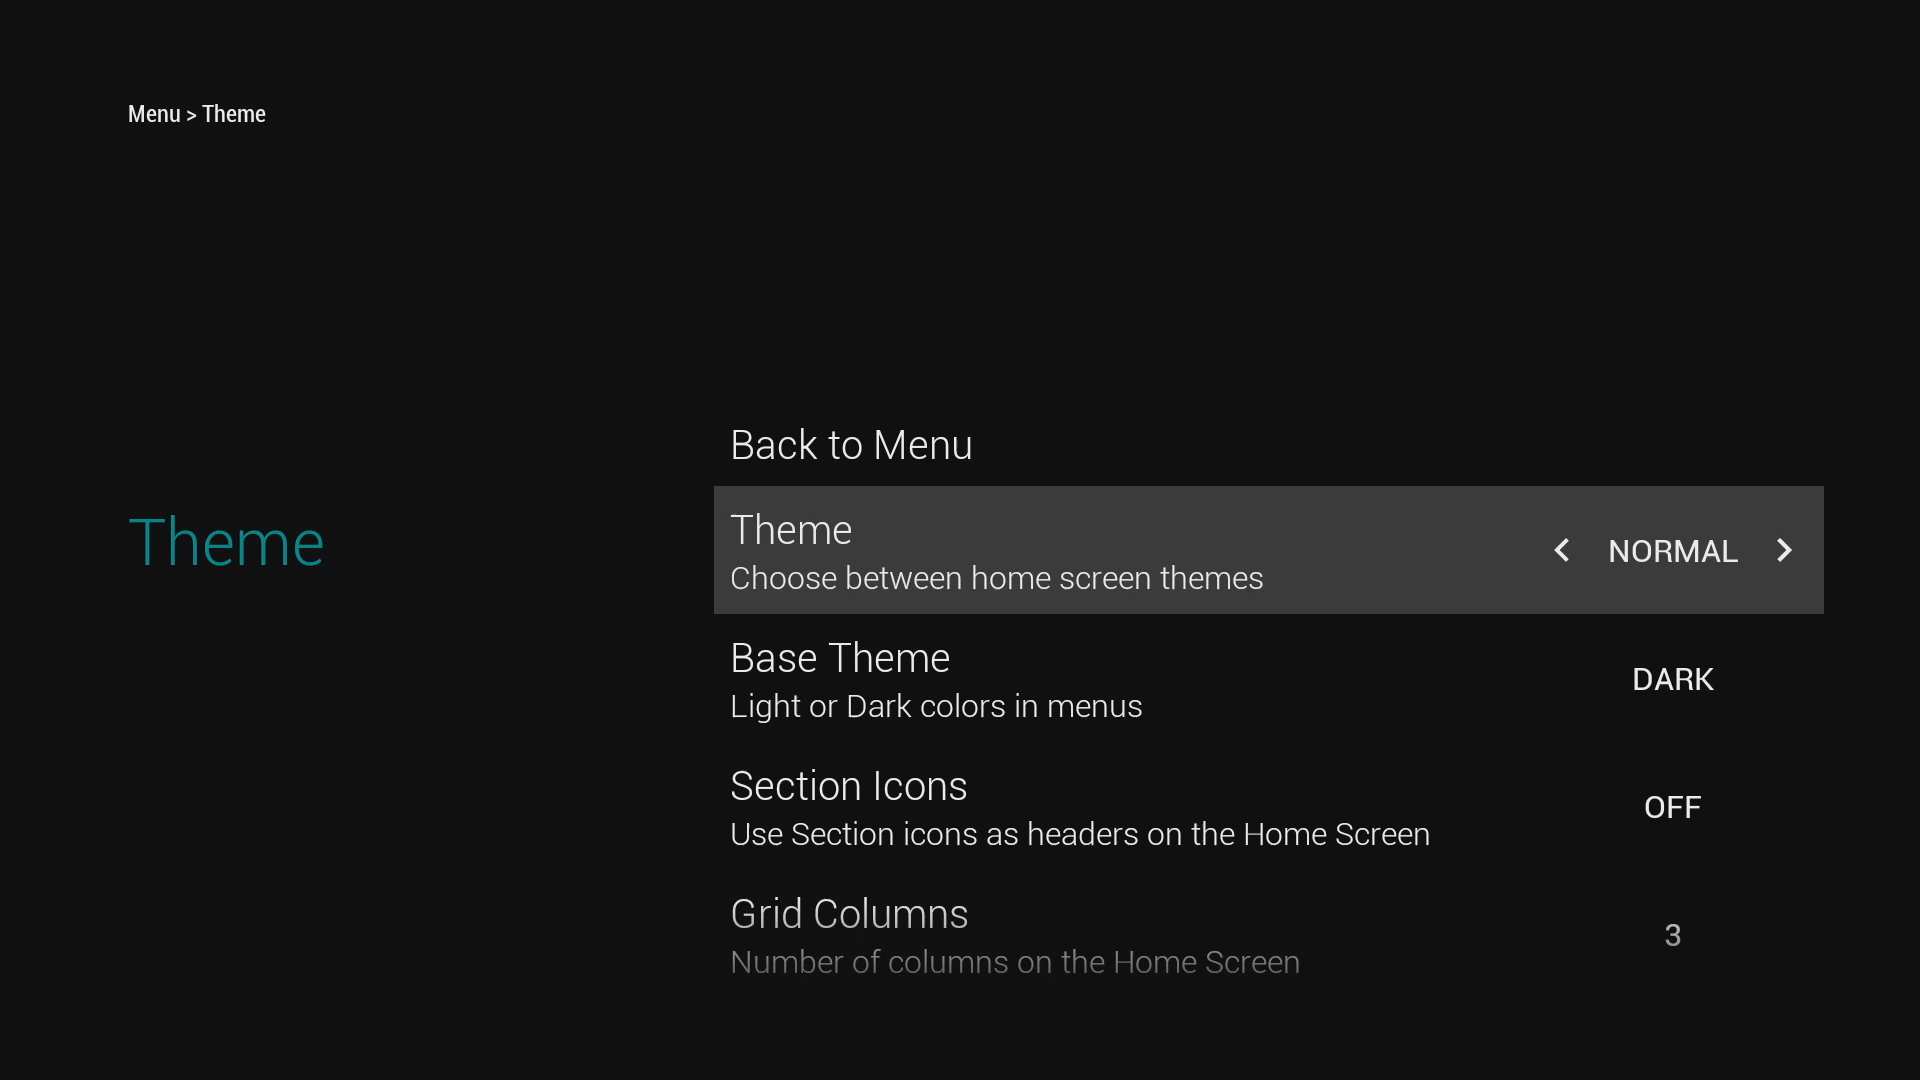 Menu > Theme
Theme
Back to Menu
Theme
Choose between home screen themes
NORMAL
Base Theme
Light or Dark colors in menus
DARK
Section Icons
Use Section icons as headers on the Home Screen
OFF
Grid Columns
Number of columns on the Home Screen
3